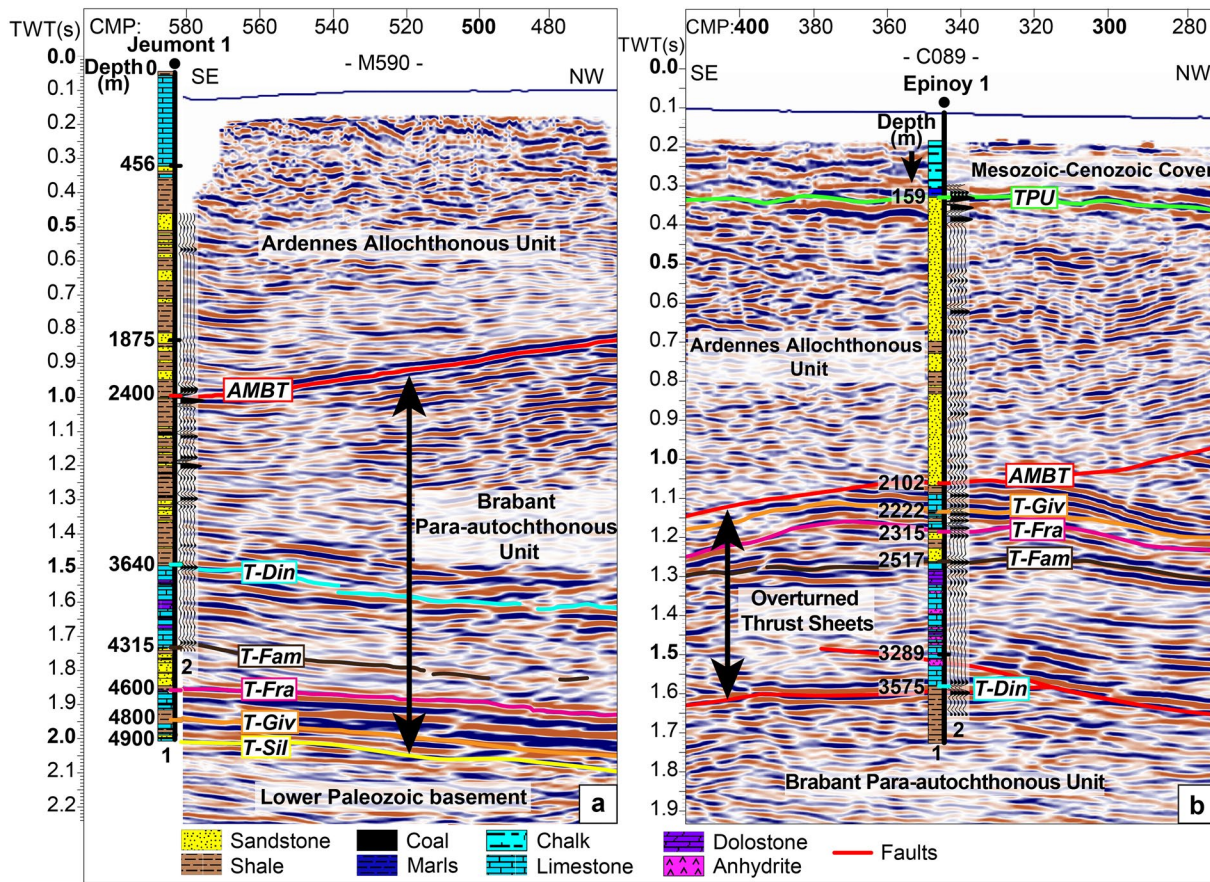 TWT(s)
CMP:
580
560
540
520
500
480
Jeumont 1
Depth
(m)
0
SE
- M590 -
NW
0.0
0.1
0.2
0.3
0.4
0.5
0.6
0.7
0.8
0.9
1.0
1.1
1.2
1.3
1.4
1.5
1.6
1.7
1.8
1.9
2.0
2.1
2.2
456
1875
2400
3640
4315
4600
4800
4900
Ardennes Allochthonous Unit
AMBT
Brabant
Para-autochthonous
Unit
T-Din
T-Fam
T-Fra
T-Giv
T-Sil
2
1
Lower Paleozoic basement
a
TWT(s)
CMP:400
380
360
340
320
300
280
SE
- C089 -
NW
Epinoy 1
Depth
(m)
0.0
0.1
0.2
0.3
0.4
0.5
0.6
0.7
0.8
0.9
1.0
1.1
1.2
1.3
1.4
1.5
1.6
1.7
1.8
1.9
Mesozoic-Cenozoic Cover
159
TPU
Ardennes Allochthonous
Unit
2102
AMBT
2222
T-Giv
2315
T-Fra
2517
T-Fam
Overturned
Thrust Sheets
3289
3575
T-Din
1
2
Brabant Para-autochthonous Unit
b
Sandstone
Coal
Chalk
Dolostone
Faults
Shale
Marls
Limestone
Anhydrite